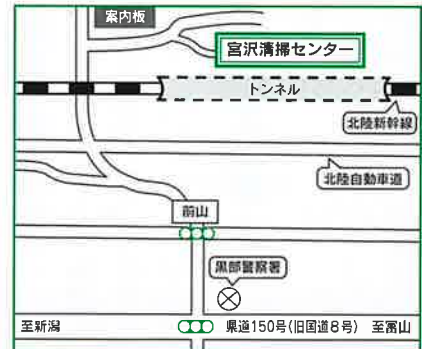 案内板
宮沢清掃センター
トンネル
北陸新幹線
北陸自動車道
前山
黒部警察署
至新潟
県道150号(旧国道8号)
至富山